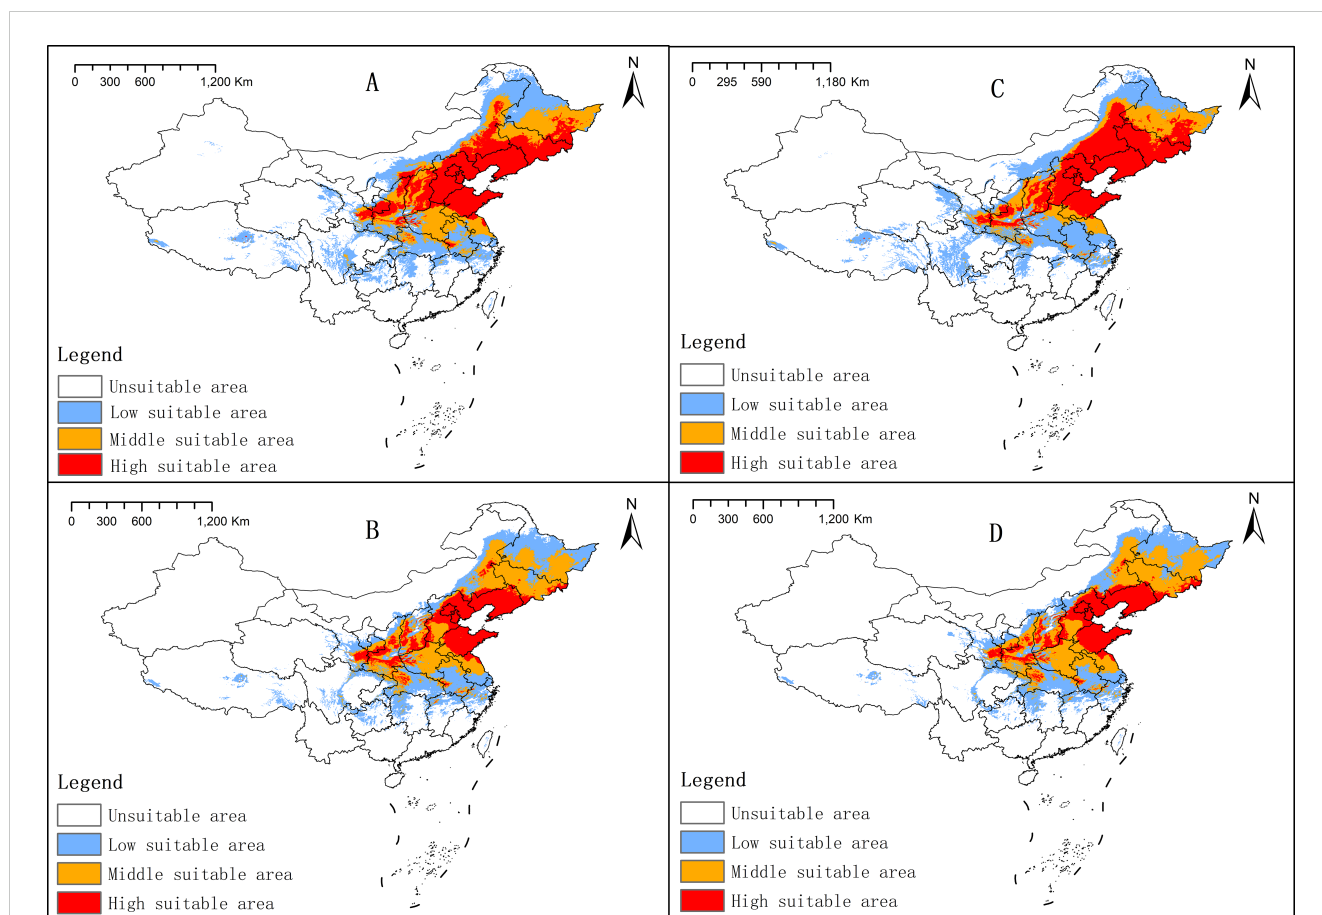 A
N
0 300 600 1,200 Km
Legend
Unsuitable area
Low suitable area
Middle suitable area
High suitable area
C
N
0 295 590 1,180 Km
Legend
Unsuitable area
Low suitable area
Middle suitable area
High suitable area
B
N
0 300 600 1,200 Km
Legend
Unsuitable area
Low suitable area
Middle suitable area
High suitable area
D
N
0 300 600 1,200 Km
Legend
Unsuitable area
Low suitable area
Middle suitable area
High suitable area